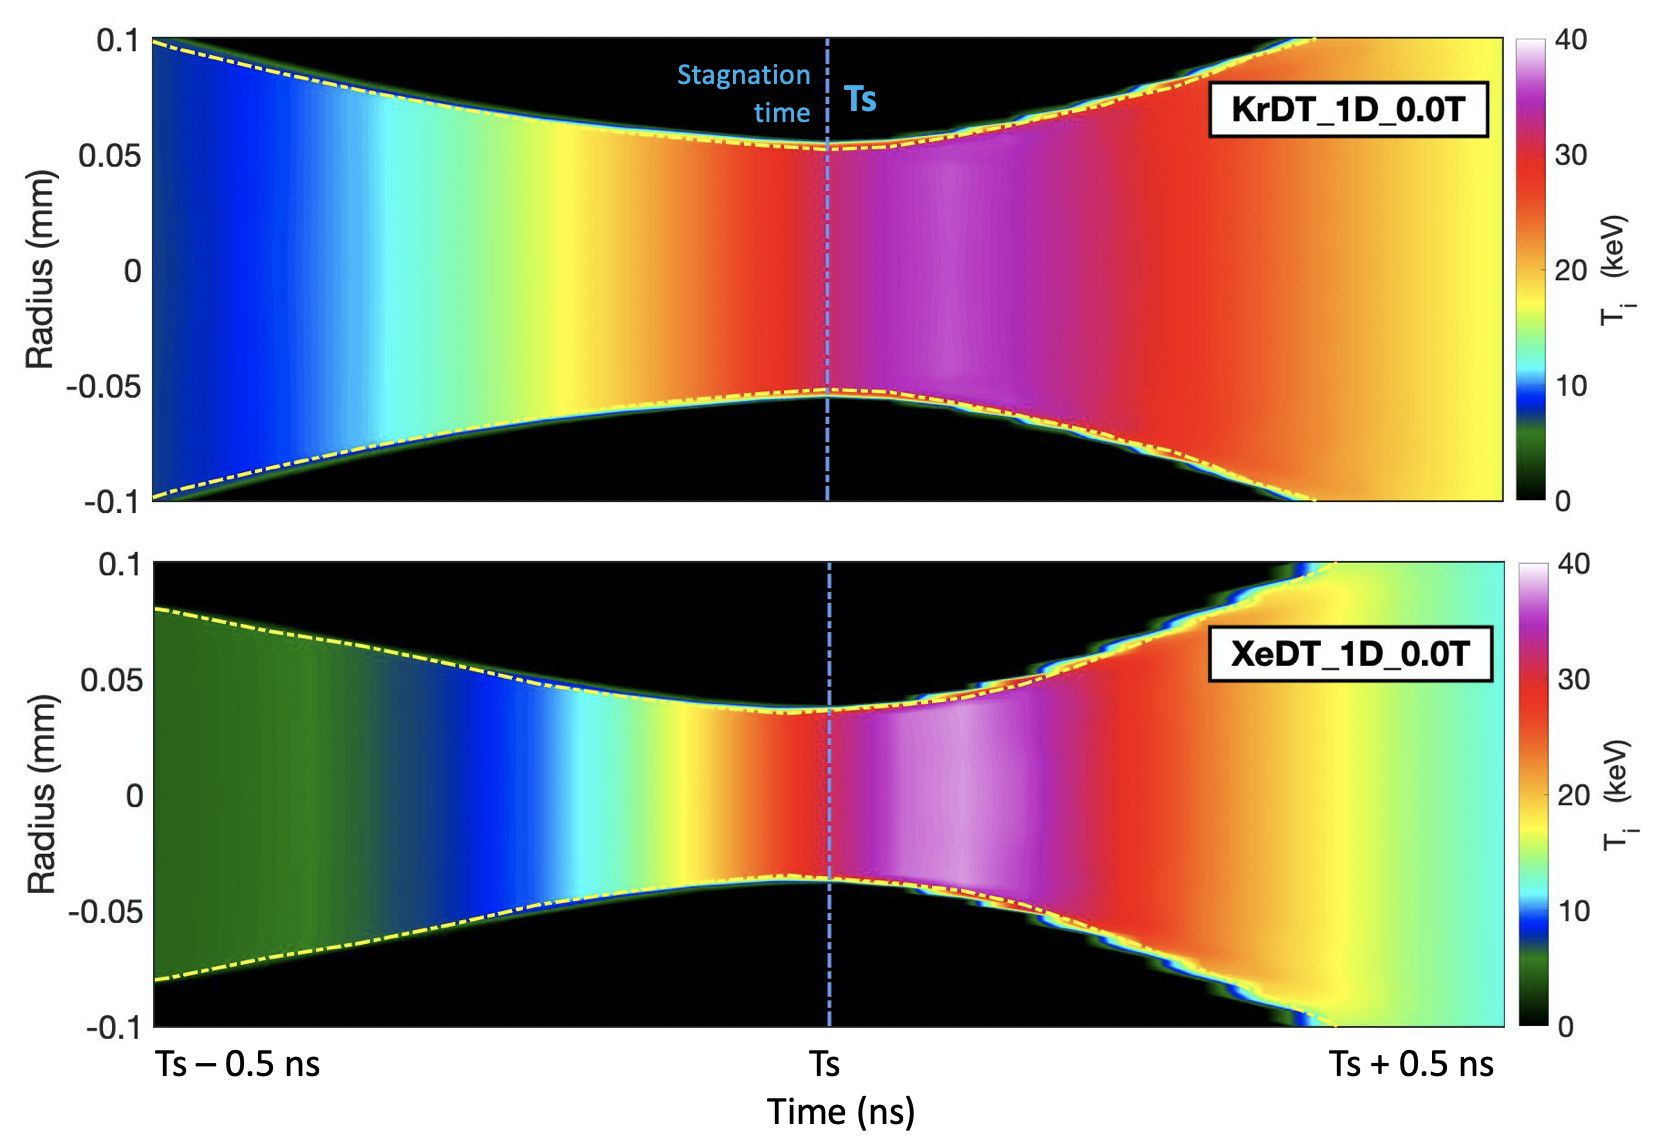 0.1
0.05
0
-0.05
-0.1
Radius (mm)
Stagnation
time
Ts
KrDT_1D_0.0T
40
30
20
10
0
Ti (keV)
0.1
0.05
0
-0.05
-0.1
Radius (mm)
XeDT_1D_0.0T
40
30
20
10
0
Ti (keV)
Ts – 0.5 ns
Ts
Ts + 0.5 ns
Time (ns)